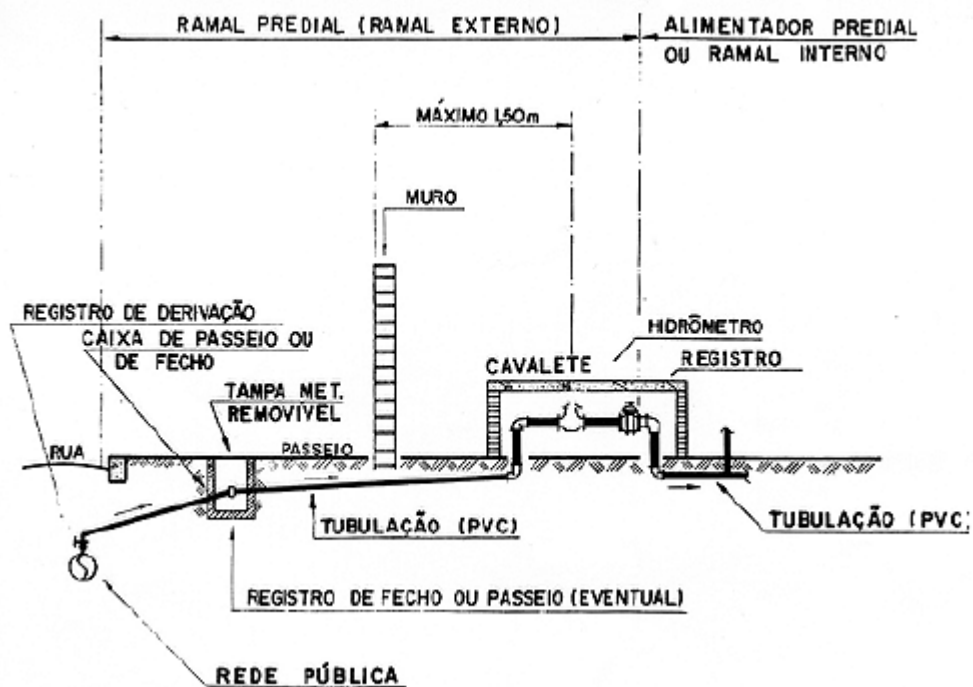 RAMAL PREDIAL (RAMAL EXTERNO)
ALIMENTADOR PREDIAL
OU RAMAL INTERNO
MÁXIMO 1,50m
MURO
REGISTRO DE DERIVAÇÃO
CAIXA DE PASSEIO OU
DE FECHO
HIDRÔMETRO
CAVALETE
REGISTRO
TAMPA MET.
REMOVÍVEL
RUA
PASSEIO
TUBULAÇÃO (PVC)
TUBULAÇÃO (PVC)
REGISTRO DE FECHO OU PASSEIO (EVENTUAL)
REDE PÚBLICA